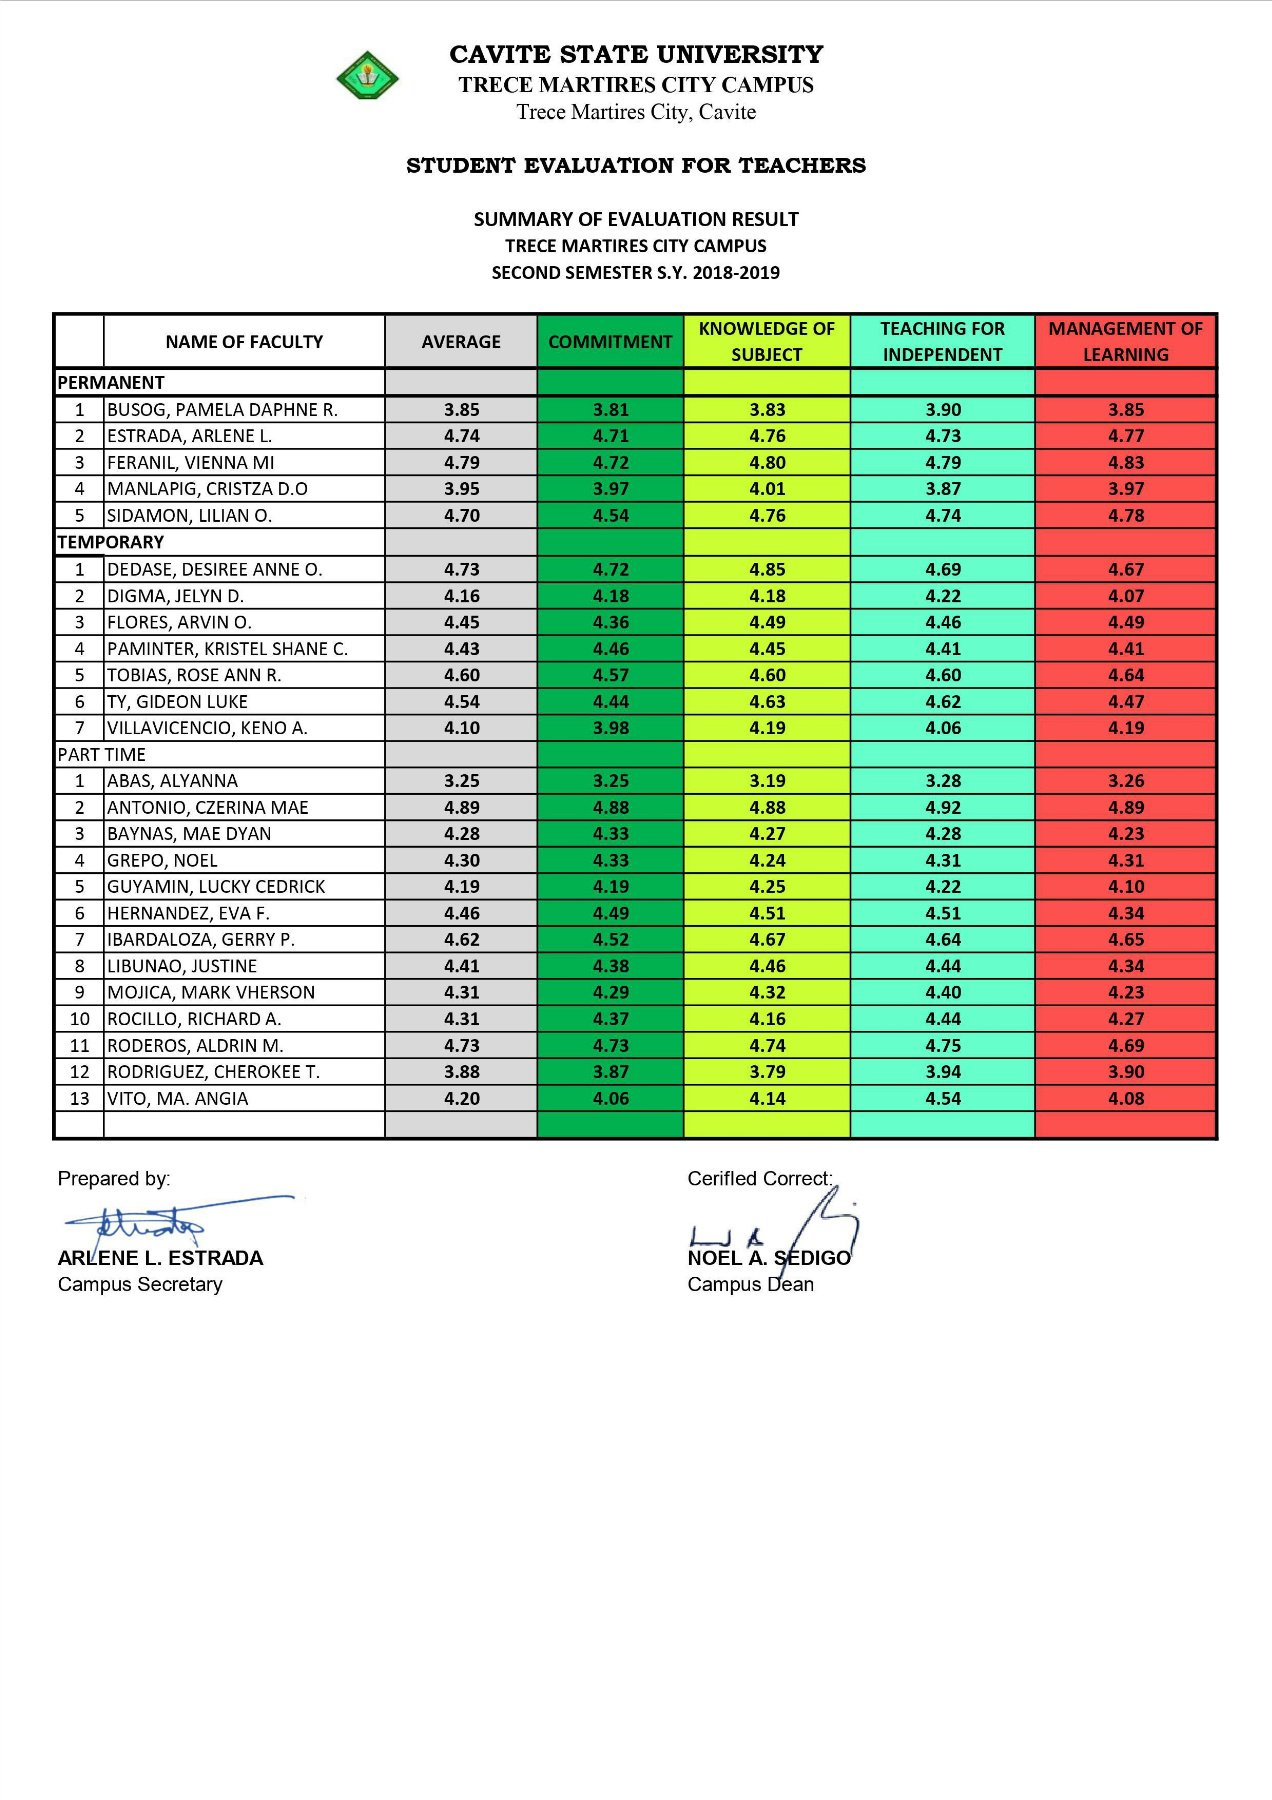 CAVITE STATE UNIVERSITY
TRECE MARTIRES CITY CAMPUS
Trece Martires City, Cavite
STUDENT EVALUATION FOR TEACHERS
SUMMARY OF EVALUATION RESULT
TRECE MARTIRES CITY CAMPUS
SECOND SEMESTER S.Y. 2018-2019
NAME OF FACULTY AVERAGE COMMITMENT KNOWLEDGE OF SUBJECT TEACHING FOR INDEPENDENT MANAGEMENT OF LEARNING
PERMANENT
1 BUSOG, PAMELA DAPHNE R. 3.85 3.81 3.83 3.90 3.85
2 ESTRADA, ARLENE L. 4.74 4.71 4.76 4.73 4.77
3 FERANIL, VIENNA MI 4.79 4.72 4.80 4.79 4.83
4 MANLAPIG, CRISTZA D.O 3.95 3.97 4.01 3.87 3.97
5 SIDAMON, LILIAN O. 4.70 4.54 4.76 4.74 4.78
TEMPORARY
1 DEDASE, DESIREE ANNE O. 4.73 4.72 4.85 4.69 4.67
2 DIGMA, JELYN D. 4.16 4.18 4.18 4.22 4.07
3 FLORES, ARVIN O. 4.45 4.36 4.49 4.46 4.49
4 PAMINTER, KRISTEL SHANE C. 4.43 4.46 4.45 4.41 4.41
5 TOBIAS, ROSE ANN R. 4.60 4.57 4.60 4.60 4.64
6 TY, GIDEON LUKE 4.54 4.44 4.63 4.62 4.47
7 VILLAVICENCIO, KENO A. 4.10 3.98 4.19 4.06 4.19
PART TIME
1 ABAS, ALYANNA 3.25 3.25 3.19 3.28 3.26
2 ANTONIO, CZERINA MAE 4.89 4.88 4.88 4.92 4.89
3 BAYNAS, MAE DYAN 4.28 4.33 4.27 4.28 4.23
4 GREPO, NOEL 4.30 4.33 4.24 4.31 4.31
5 GUYAMIN, LUCKY CEDRICK 4.19 4.19 4.25 4.22 4.10
6 HERNANDEZ, EVA F. 4.46 4.49 4.51 4.51 4.34
7 IBARDALOZA, GERRY P. 4.62 4.52 4.67 4.64 4.65
8 LIBUNAO, JUSTINE 4.41 4.38 4.46 4.44 4.34
9 MOJICA, MARK VHERSON 4.31 4.29 4.32 4.40 4.23
10 ROCILLO, RICHARD A. 4.31 4.37 4.16 4.44 4.27
11 RODEROS, ALDRIN M. 4.73 4.73 4.74 4.75 4.69
12 RODRIGUEZ, CHEROKEE T. 3.88 3.87 3.79 3.94 3.90
13 VITO, MA. ANGIA 4.20 4.06 4.14 4.54 4.08
Prepared by: Cerifled Correct:
ARLENE L. ESTRADA NOEL A. SEDIGO
Campus Secretary Campus Dean